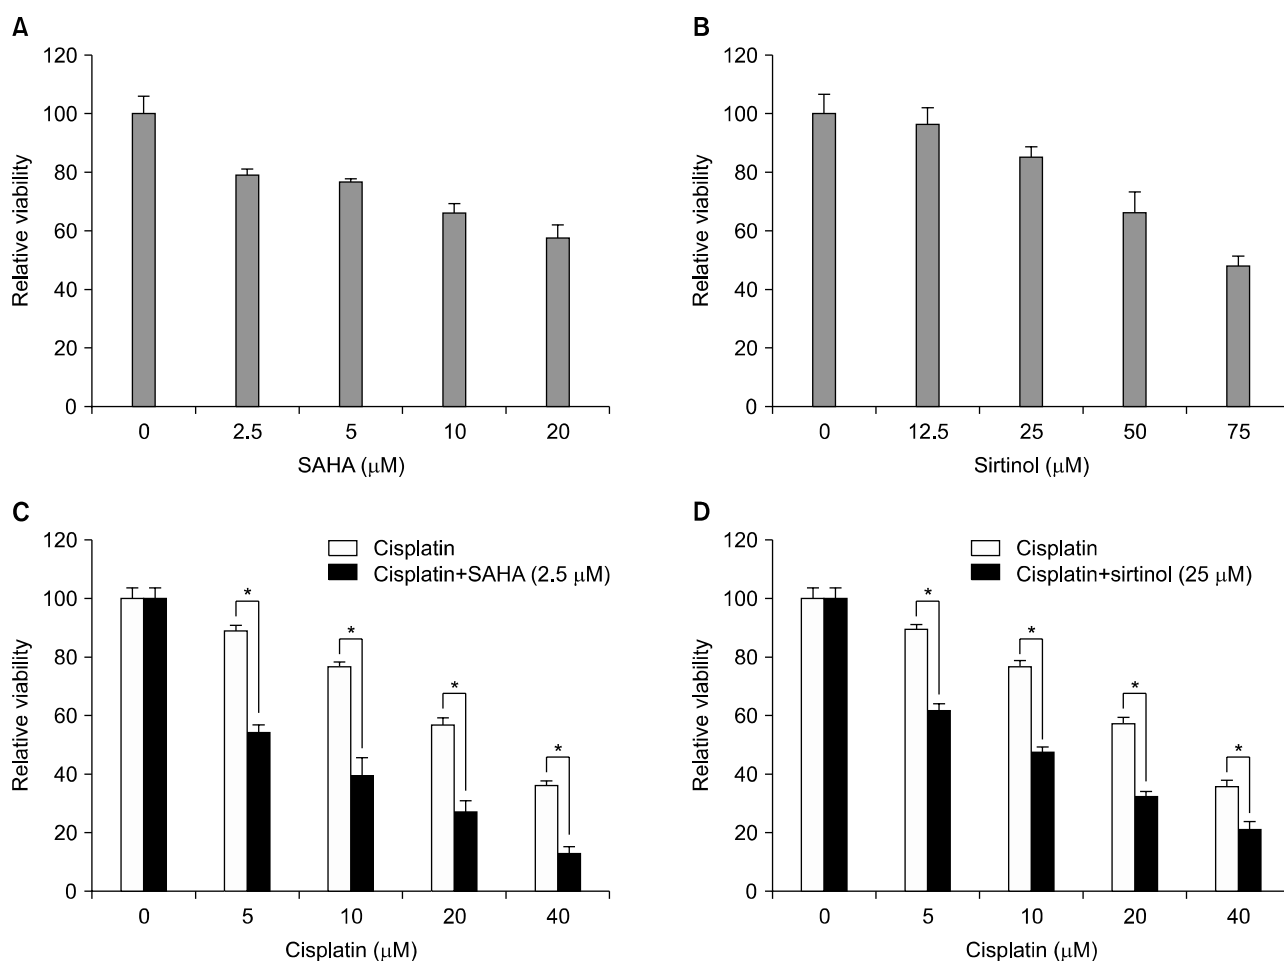 A
120
100
80
60
40
20
0
Relative viability
0 2.5 5 10 20
SAHA (μM)
B
120
100
80
60
40
20
0
Relative viability
0 12.5 25 50 75
Sirtinol (μM)
C
120
100
80
60
40
20
0
Relative viability
Cisplatin
Cisplatin+SAHA (2.5 μM)
*
*
*
*
0 5 10 20 40
Cisplatin (μM)
D
120
100
80
60
40
20
0
Relative vlability
Cisplatin
Cisplatin+sirtinol (25 μM)
*
*
*
*
0 5 10 20 40
Cisplatin (μM)